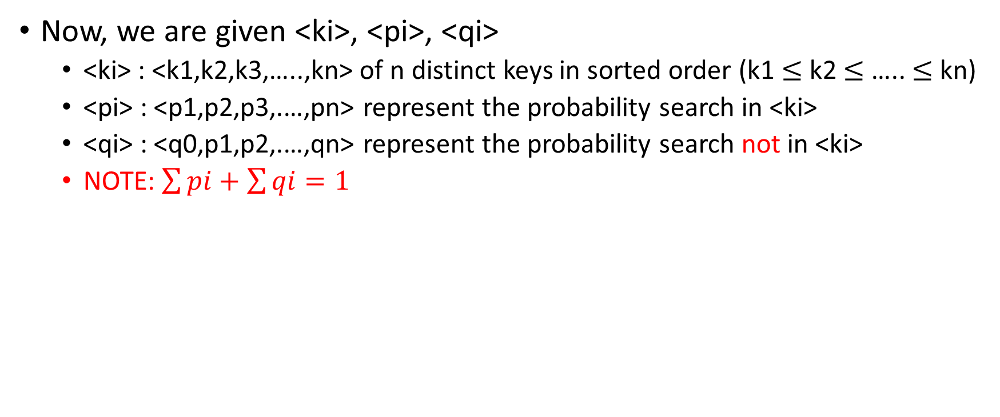 • Now, we are given <ki>, <pi>, <qi>
• <ki> : <k1,k2,k3,.....,kn> of n distinct keys in sorted order (k1 ≤ k2 ≤ ..... ≤ kn)
• <pi> : <p1,p2,p3,.....,pn> represent the probability search in <ki>
• <qi> : <q0,p1,p2,.....,qn> represent the probability search not in <ki>
• NOTE: ∑ pi + ∑ qi = 1